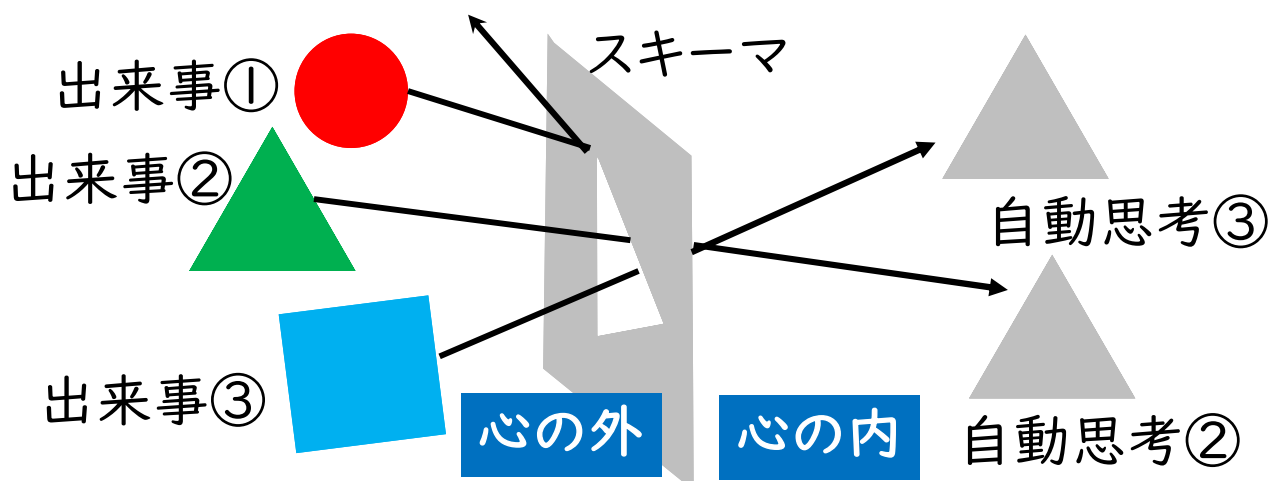 スキーマ
出来事①
出来事②
出来事③
心の外
心の内
自動思考③
自動思考②